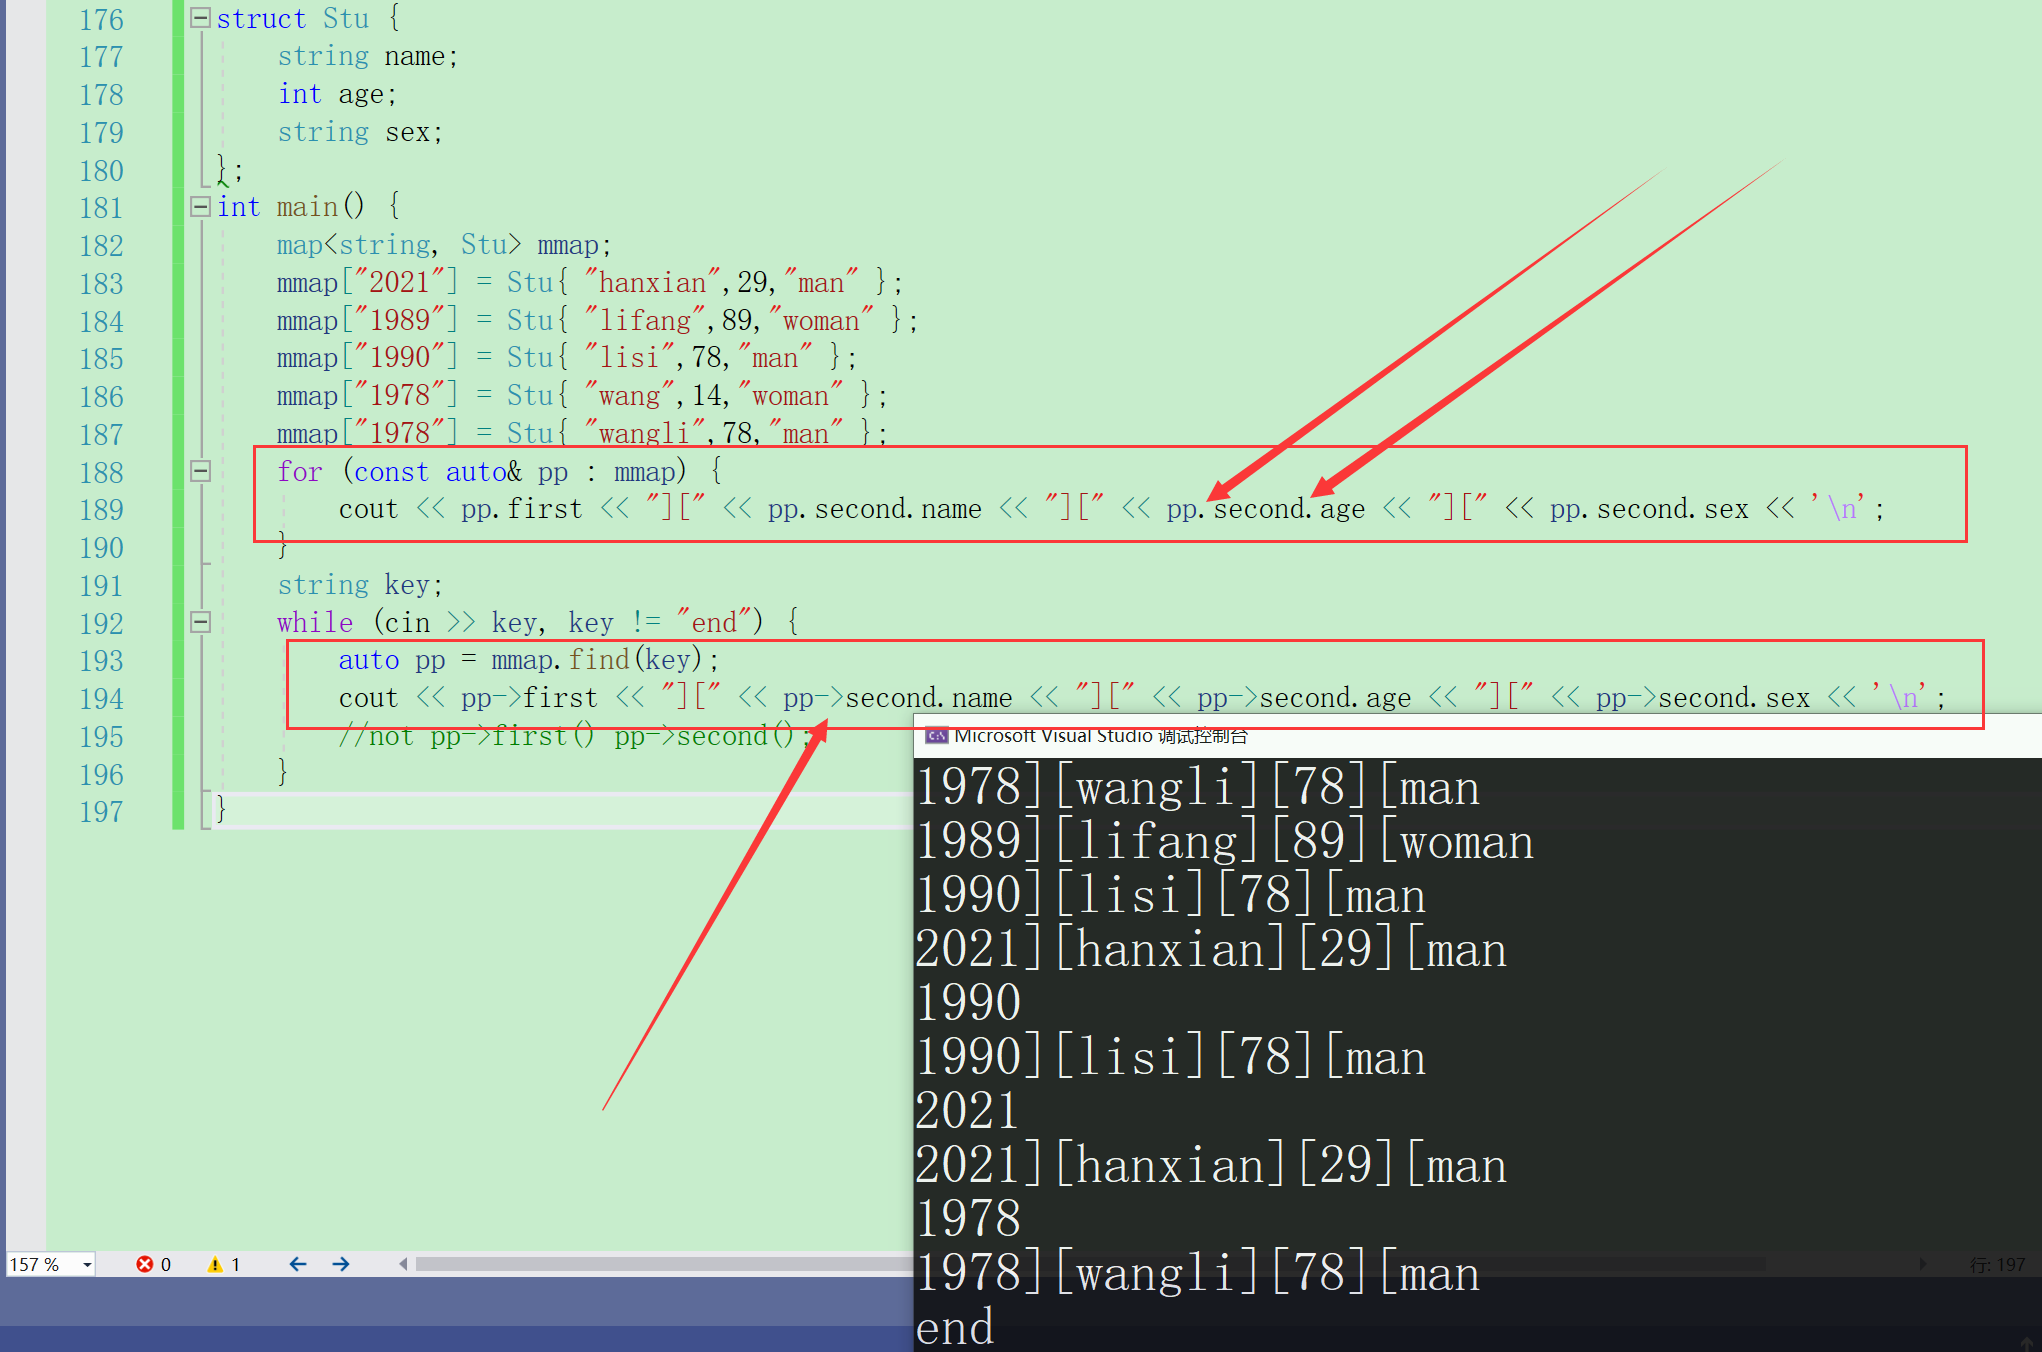 176 struct Stu {
177 string name;
178 int age;
179 string sex;
180 };
181 int main() {
182 map<string, Stu> mmap;
183 mmap["2021"] = Stu{ "hanxian",29,"man" };
184 mmap["1989"] = Stu{ "lifang",89,"woman" };
185 mmap["1990"] = Stu{ "lisi",78,"man" };
186 mmap["1978"] = Stu{ "wang",14,"woman" };
187 mmap["1978"] = Stu{ "wangli",78,"man" };
188 for (const auto& pp : mmap) {
189 cout << pp.first << "][" << pp.second.name << "][" << pp.second.age << "][" << pp.second.sex << '\n';
190 }
191 string key;
192 while (cin >> key, key != "end") {
193 auto pp = mmap.find(key);
194 cout << pp->first << "][" << pp->second.name << "][" << pp->second.age << "][" << pp->second.sex << '\n';
195 //not pp->first() pp->second();
196 }
197 }
Microsoft Visual Studio 调试控制台
1978][wangli][78][man
1989][lifang][89][woman
1990][lisi][78][man
2021][hanxian][29][man
1990
1990][lisi][78][man
2021
2021][hanxian][29][man
1978
1978][wangli][78][man
end
157 % 0 1 行: 197